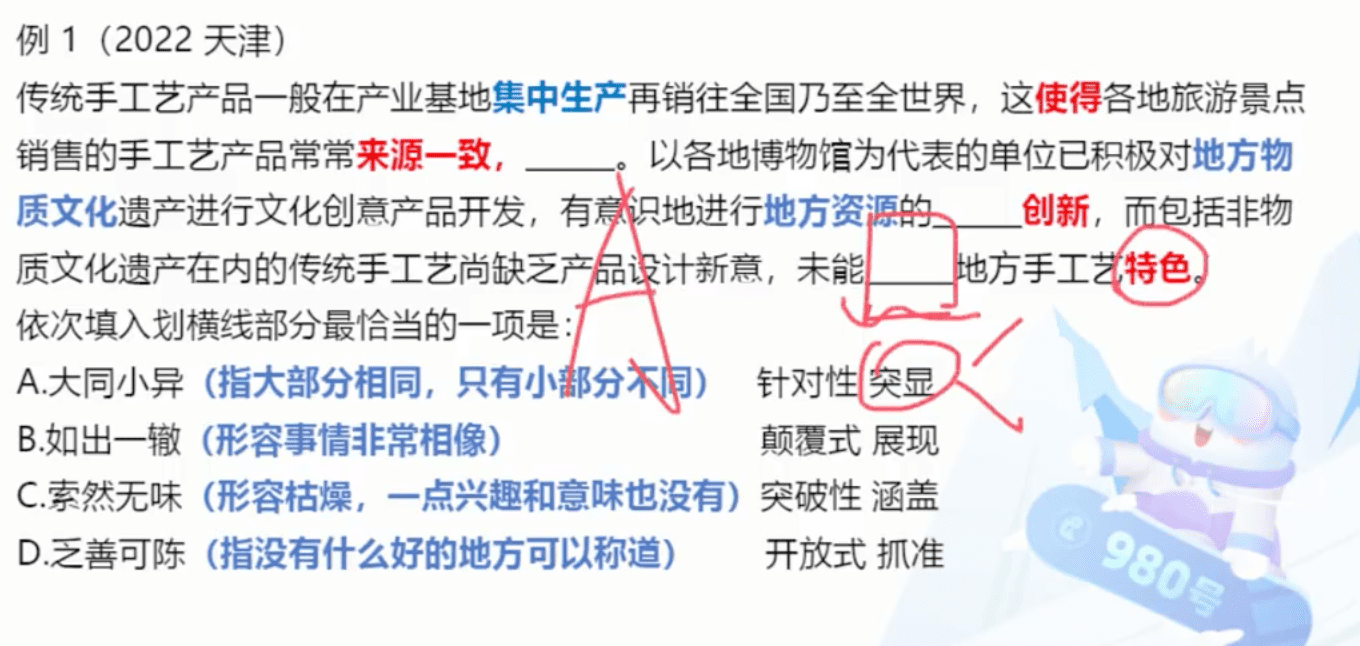 例 1（2022 天津）
传统手工艺产品一般在产业基地集中生产再销往全国乃至全世界，这使得各地旅游景点
销售的手工艺产品常常来源一致，______。以各地博物馆为代表的单位已积极对地方物
质文化遗产进行文化创意产品开发，有意识地进行地方资源的______创新，而包括非物
质文化遗产在内的传统手工艺尚缺乏产品设计新意，未能______地方手工艺特色。
依次填入划横线部分最恰当的一项是：
A.大同小异（指大部分相同，只有小部分不同） 针对性 突显
B.如出一辙（形容事情非常相像） 颠覆式 展现
C.索然无味（形容枯燥，一点兴趣和意味也没有） 突破性 涵盖
D.乏善可陈（指没有什么好的地方可以称道） 开放式 抓准
A
980号